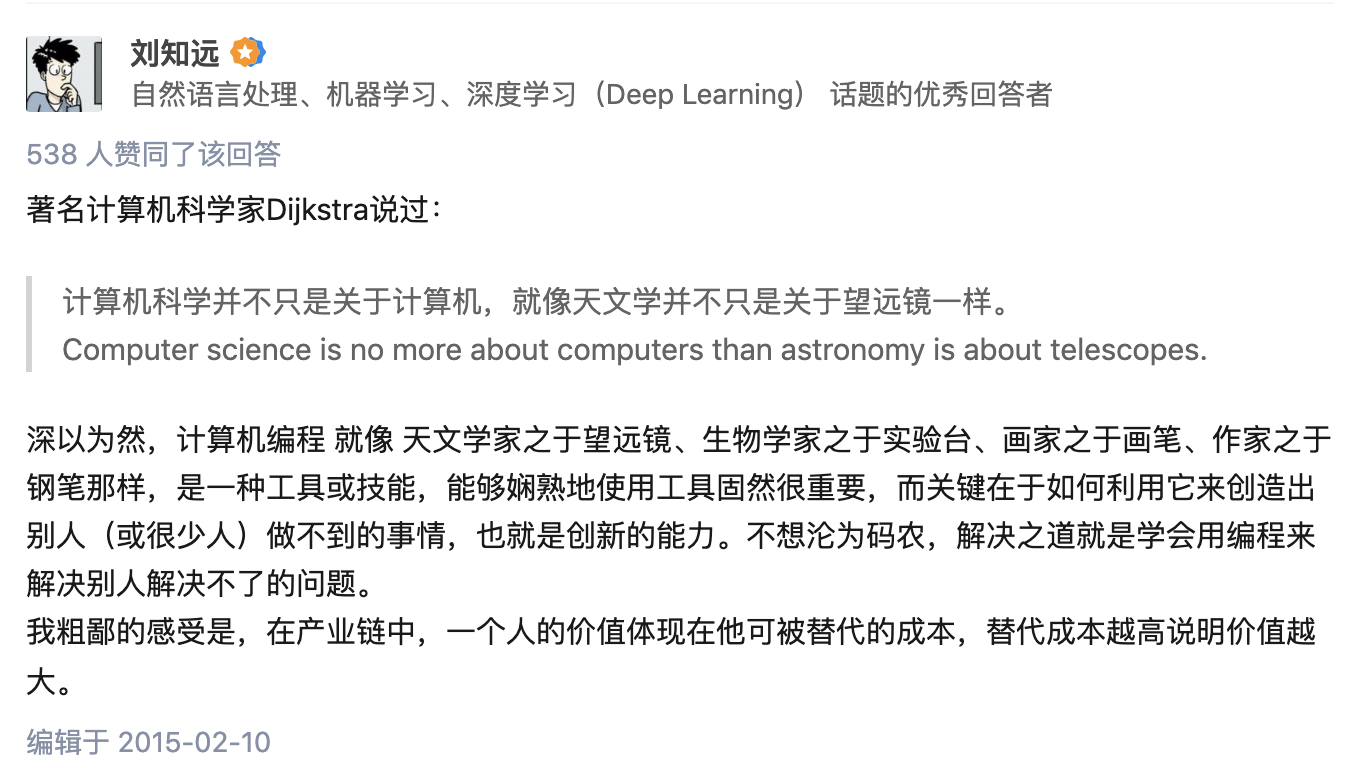 刘知远
自然语言处理、机器学习、深度学习（Deep Learning） 话题的优秀回答者
538 人赞同了该回答
著名计算机科学家Dijkstra说过：
计算机科学并不只是关于计算机，就像天文学并不只是关于望远镜一样。
Computer science is no more about computers than astronomy is about telescopes.
深以为然，计算机编程 就像 天文学家之于望远镜、生物学家之于实验台、画家之于画笔、作家之于
钢笔那样，是一种工具或技能，能够娴熟地使用工具固然很重要，而关键在于如何利用它来创造出
别人（或很少人）做不到的事情，也就是创新的能力。不想沦为码农，解决之道就是学会用编程来
解决别人解决不了的问题。
我粗鄙的感受是，在产业链中，一个人的价值体现在他可被替代的成本，替代成本越高说明价值越
大。
编辑于 2015-02-10